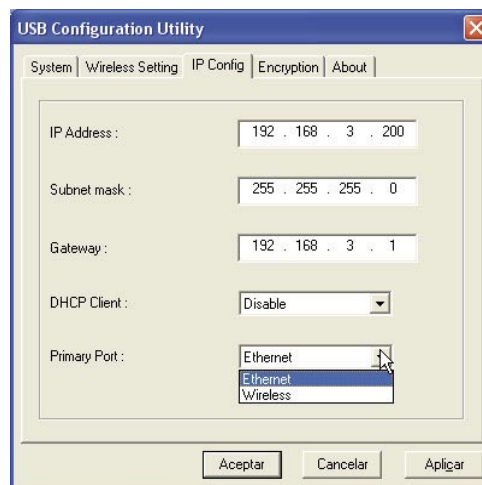 USB Configuration Utility
System Wireless Setting IP Config Encryption About
IP Address : 192 . 168 . 3 . 200
Subnet mask : 255 . 255 . 255 . 0
Gateway : 192 . 168 . 3 . 1
DHCP Client : Disable
Primary Port : Ethernet
Ethernet
Wireless
Aceptar Cancelar Aplicar